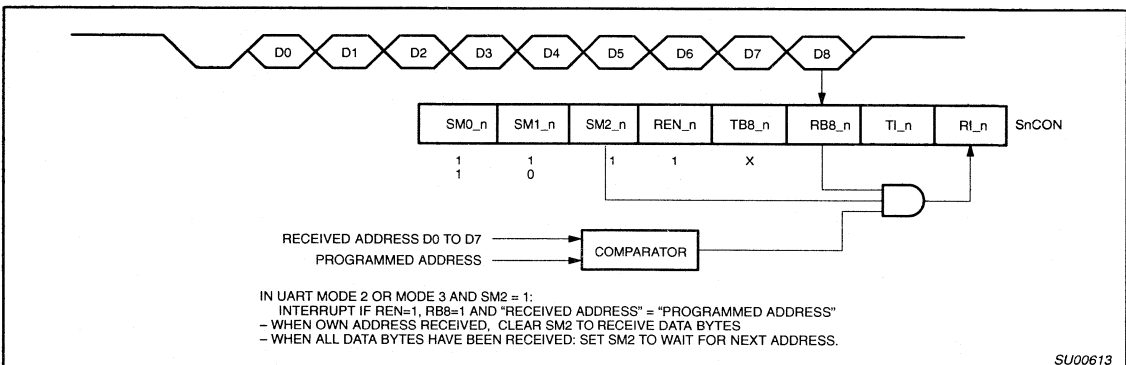 D0 D1 D2 D3 D4 D5 D6 D7 D8
SM0_n SM1_n SM2_n REN_n TB8_n RB8_n TI_n RI_n SnCON
1 1 1 1 X
1 0
RECEIVED ADDRESS D0 TO D7
PROGRAMMED ADDRESS
COMPARATOR
IN UART MODE 2 OR MODE 3 AND SM2 = 1:
INTERRUPT IF REN=1, RB8=1 AND "RECEIVED ADDRESS" = "PROGRAMMED ADDRESS"
– WHEN OWN ADDRESS RECEIVED, CLEAR SM2 TO RECEIVE DATA BYTES
– WHEN ALL DATA BYTES HAVE BEEN RECEIVED: SET SM2 TO WAIT FOR NEXT ADDRESS.
SU00613